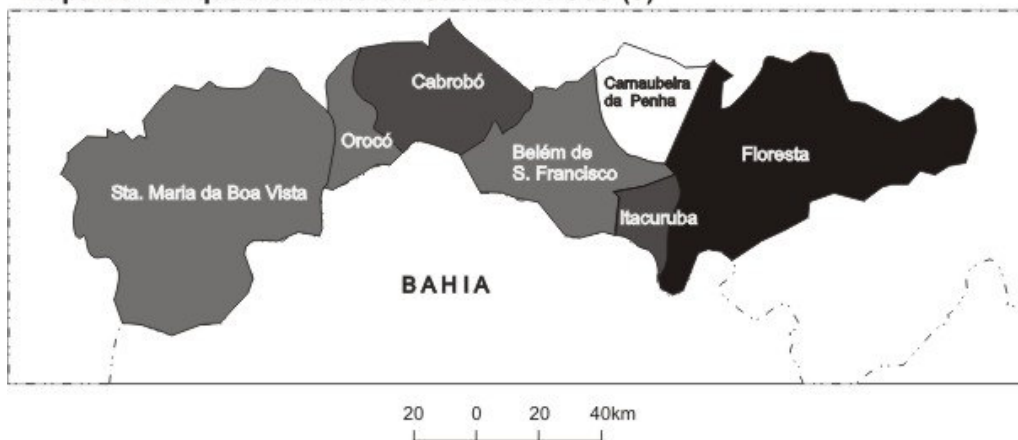 Cabrobó
Carnaubeira
da Penha
Orocó
Belém de
S. Francisco
Floresta
Sta. Maria da Boa Vista
Itacuruba
BAHIA
20 0 20 40km